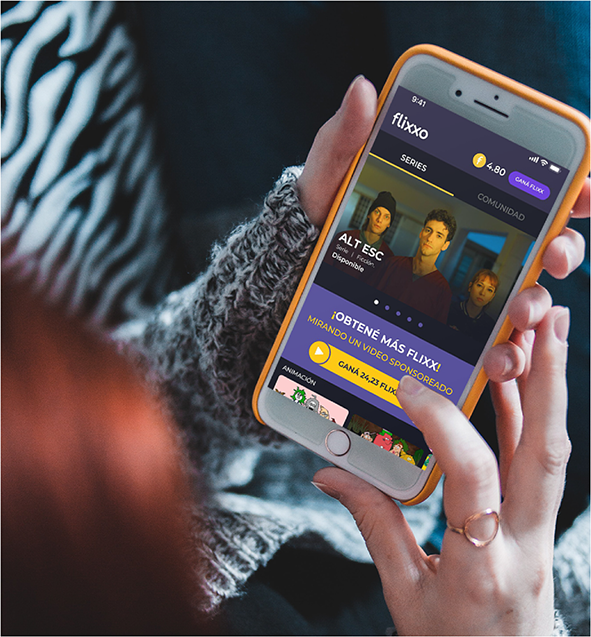 9:41
flixxo
4,80
GANÁ FLIXX
SERIES
COMUNIDAD
ALT ESC
Serie | Ficción
Disponible
¡OBTENÉ MÁS FLIXX!
MIRANDO UN VIDEO SPONSOREADO
GANÁ 24,23 FLIXX
ANIMACIÓN